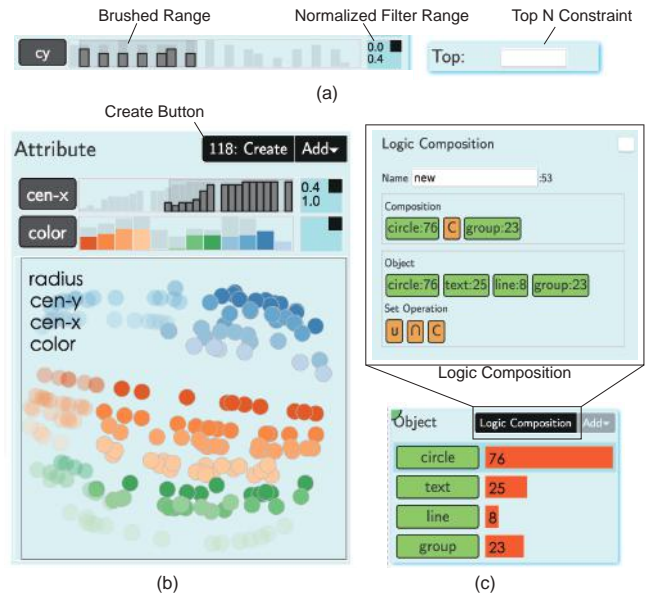 Brushed Range
Normalized Filter Range
Top N Constraint
cy
0.0
0.4
Top:
(a)
Create Button
Attribute
118: Create
Add▾
cen-x
0.4
1.0
color
radius
cen-y
cen-x
color
(b)
Logic Composition
Name
new
:53
Composition
circle:76
C
group:23
Object
circle:76
text:25
line:8
group:23
Set Operation
∪
∩
C
Logic Composition
Object
Logic Composition
Add▾
circle
76
text
25
line
8
group
23
(c)